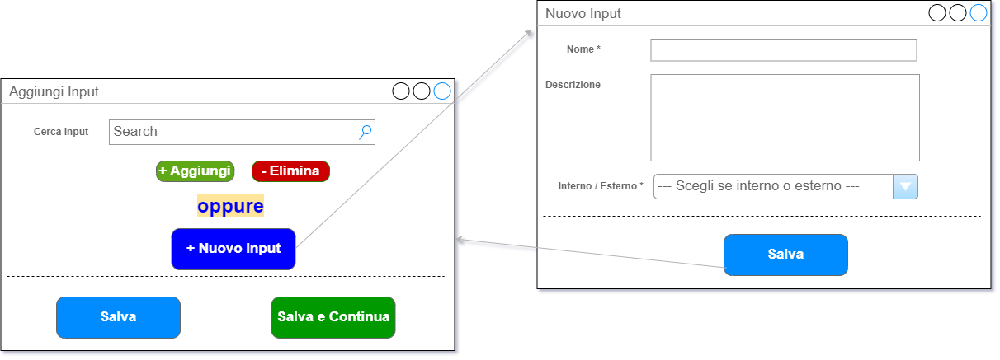 Aggiungi Input
Cerca Input
Search
+ Aggiungi
- Elimina
oppure
+ Nuovo Input
Salva
Salva e Continua
Nuovo Input
Nome *
Descrizione
Interno / Esterno *
--- Scegli se interno o esterno ---
Salva